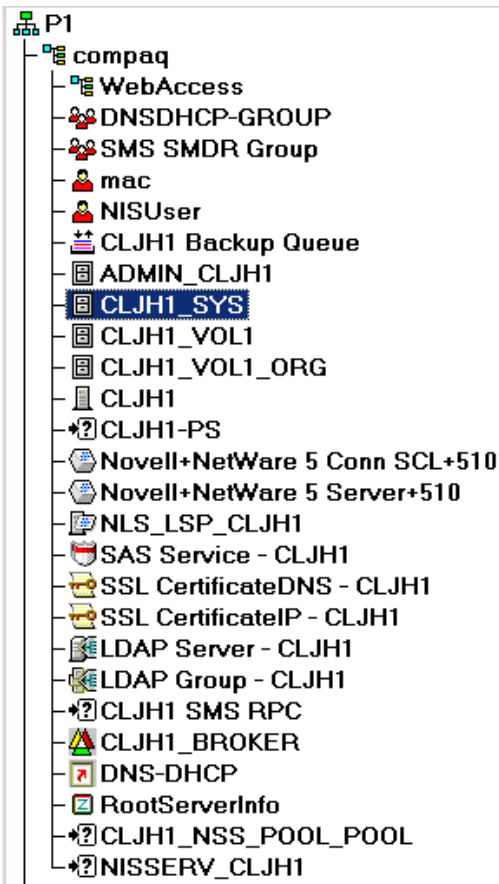 P1
compaq
WebAccess
DNSDHCP-GROUP
SMS SMDR Group
mac
NISUser
CLJH1 Backup Queue
ADMIN_CLJH1
CLJH1_SYS
CLJH1_VOL1
CLJH1_VOL1_ORG
CLJH1
CLJH1-PS
Novell+NetWare 5 Conn SCL+510
Novell+NetWare 5 Server+510
NLS_LSP_CLJH1
SAS Service - CLJH1
SSL CertificateDNS - CLJH1
SSL CertificateIP - CLJH1
LDAP Server - CLJH1
LDAP Group - CLJH1
CLJH1 SMS RPC
CLJH1_BROKER
DNS-DHCP
RootServerInfo
CLJH1_NSS_POOL_POOL
NISSERV_CLJH1